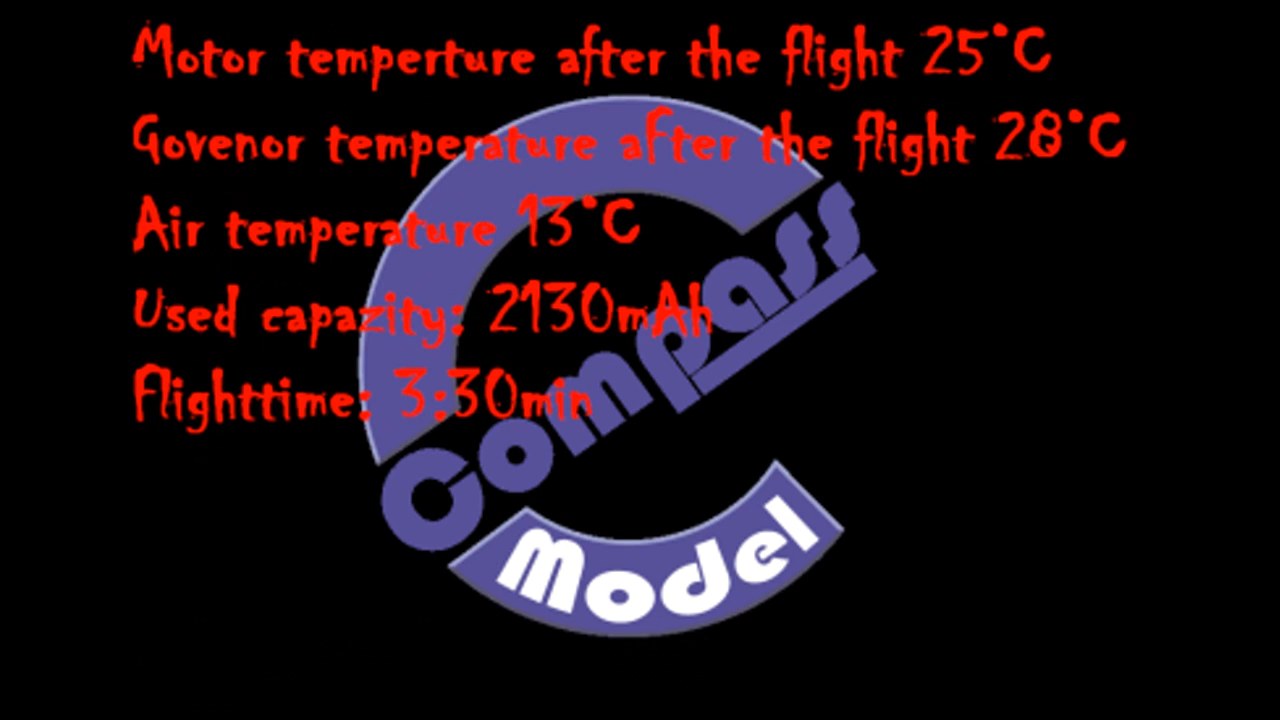 Motor temperture after the flight 25°C
Govenor temperature after the flight 28°C
Air temperature 13°C
Used capazity: 2130mAh
Flighttime: 3:30min
Compass
Model